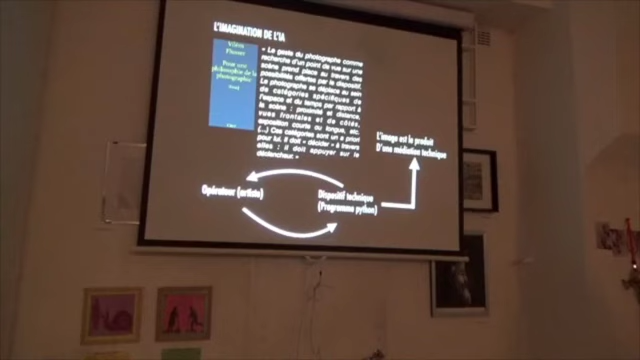 L'IMAGINATION DE L'IA
Vilém
Flusser
Pour une
philosophie de la
photographie
« Le geste du photographe comme
recherche d'un point de vue sur une
scène prend place au travers des
possibilités offertes par le dispositif.
Le photographe se déplace au sein
de catégories spécifiques de
l'espace et du temps par rapport à
la scène : proximité et distance,
vues frontales et de côtés,
exposition courte ou longue, etc.
(...) Ces catégories sont un a priori
pour lui. Il doit « décider » à travers
elles : il doit appuyer sur le
déclencheur. »
L'image est le produit
D'une médiation technique
Opérateur (artiste)
Dispositif technique
(Programme python)